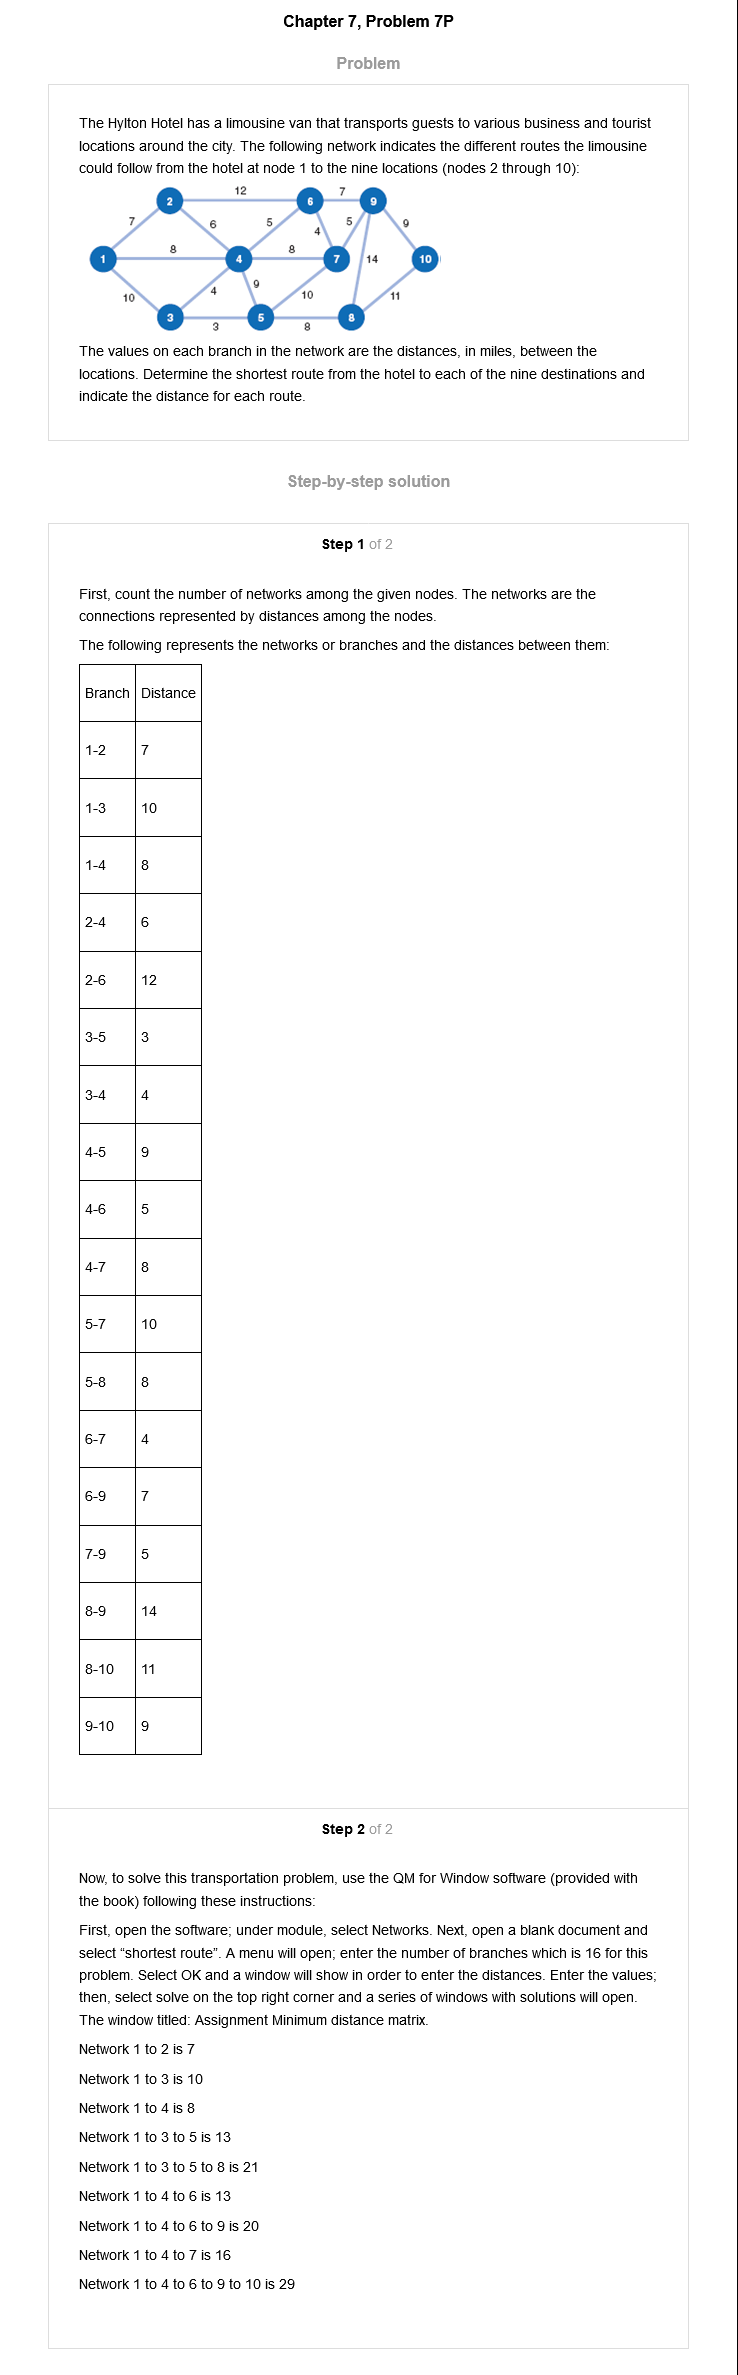 Chapter 7, Problem 7P
Problem
The Hylton Hotel has a limousine van that transports guests to various business and tourist
locations around the city. The following network indicates the different routes the limousine
could follow from the hotel at node 1 to the nine locations (nodes 2 through 10):
12 7
2 6 9
7 6 5 4 5 9
8 8
1 4 7 14 10
9
10 4 10 11
3 5 8
3 8
The values on each branch in the network are the distances, in miles, between the
locations. Determine the shortest route from the hotel to each of the nine destinations and
indicate the distance for each route.
Step-by-step solution
Step 1 of 2
First, count the number of networks among the given nodes. The networks are the
connections represented by distances among the nodes.
The following represents the networks or branches and the distances between them:
Branch Distance
1-2 7
1-3 10
1-4 8
2-4 6
2-6 12
3-5 3
3-4 4
4-5 9
4-6 5
4-7 8
5-7 10
5-8 8
6-7 4
6-9 7
7-9 5
8-9 14
8-10 11
9-10 9
Step 2 of 2
Now, to solve this transportation problem, use the QM for Window software (provided with
the book) following these instructions:
First, open the software; under module, select Networks. Next, open a blank document and
select “shortest route”. A menu will open; enter the number of branches which is 16 for this
problem. Select OK and a window will show in order to enter the distances. Enter the values;
then, select solve on the top right corner and a series of windows with solutions will open.
The window titled: Assignment Minimum distance matrix.
Network 1 to 2 is 7
Network 1 to 3 is 10
Network 1 to 4 is 8
Network 1 to 3 to 5 is 13
Network 1 to 3 to 5 to 8 is 21
Network 1 to 4 to 6 is 13
Network 1 to 4 to 6 to 9 is 20
Network 1 to 4 to 7 is 16
Network 1 to 4 to 6 to 9 to 10 is 29